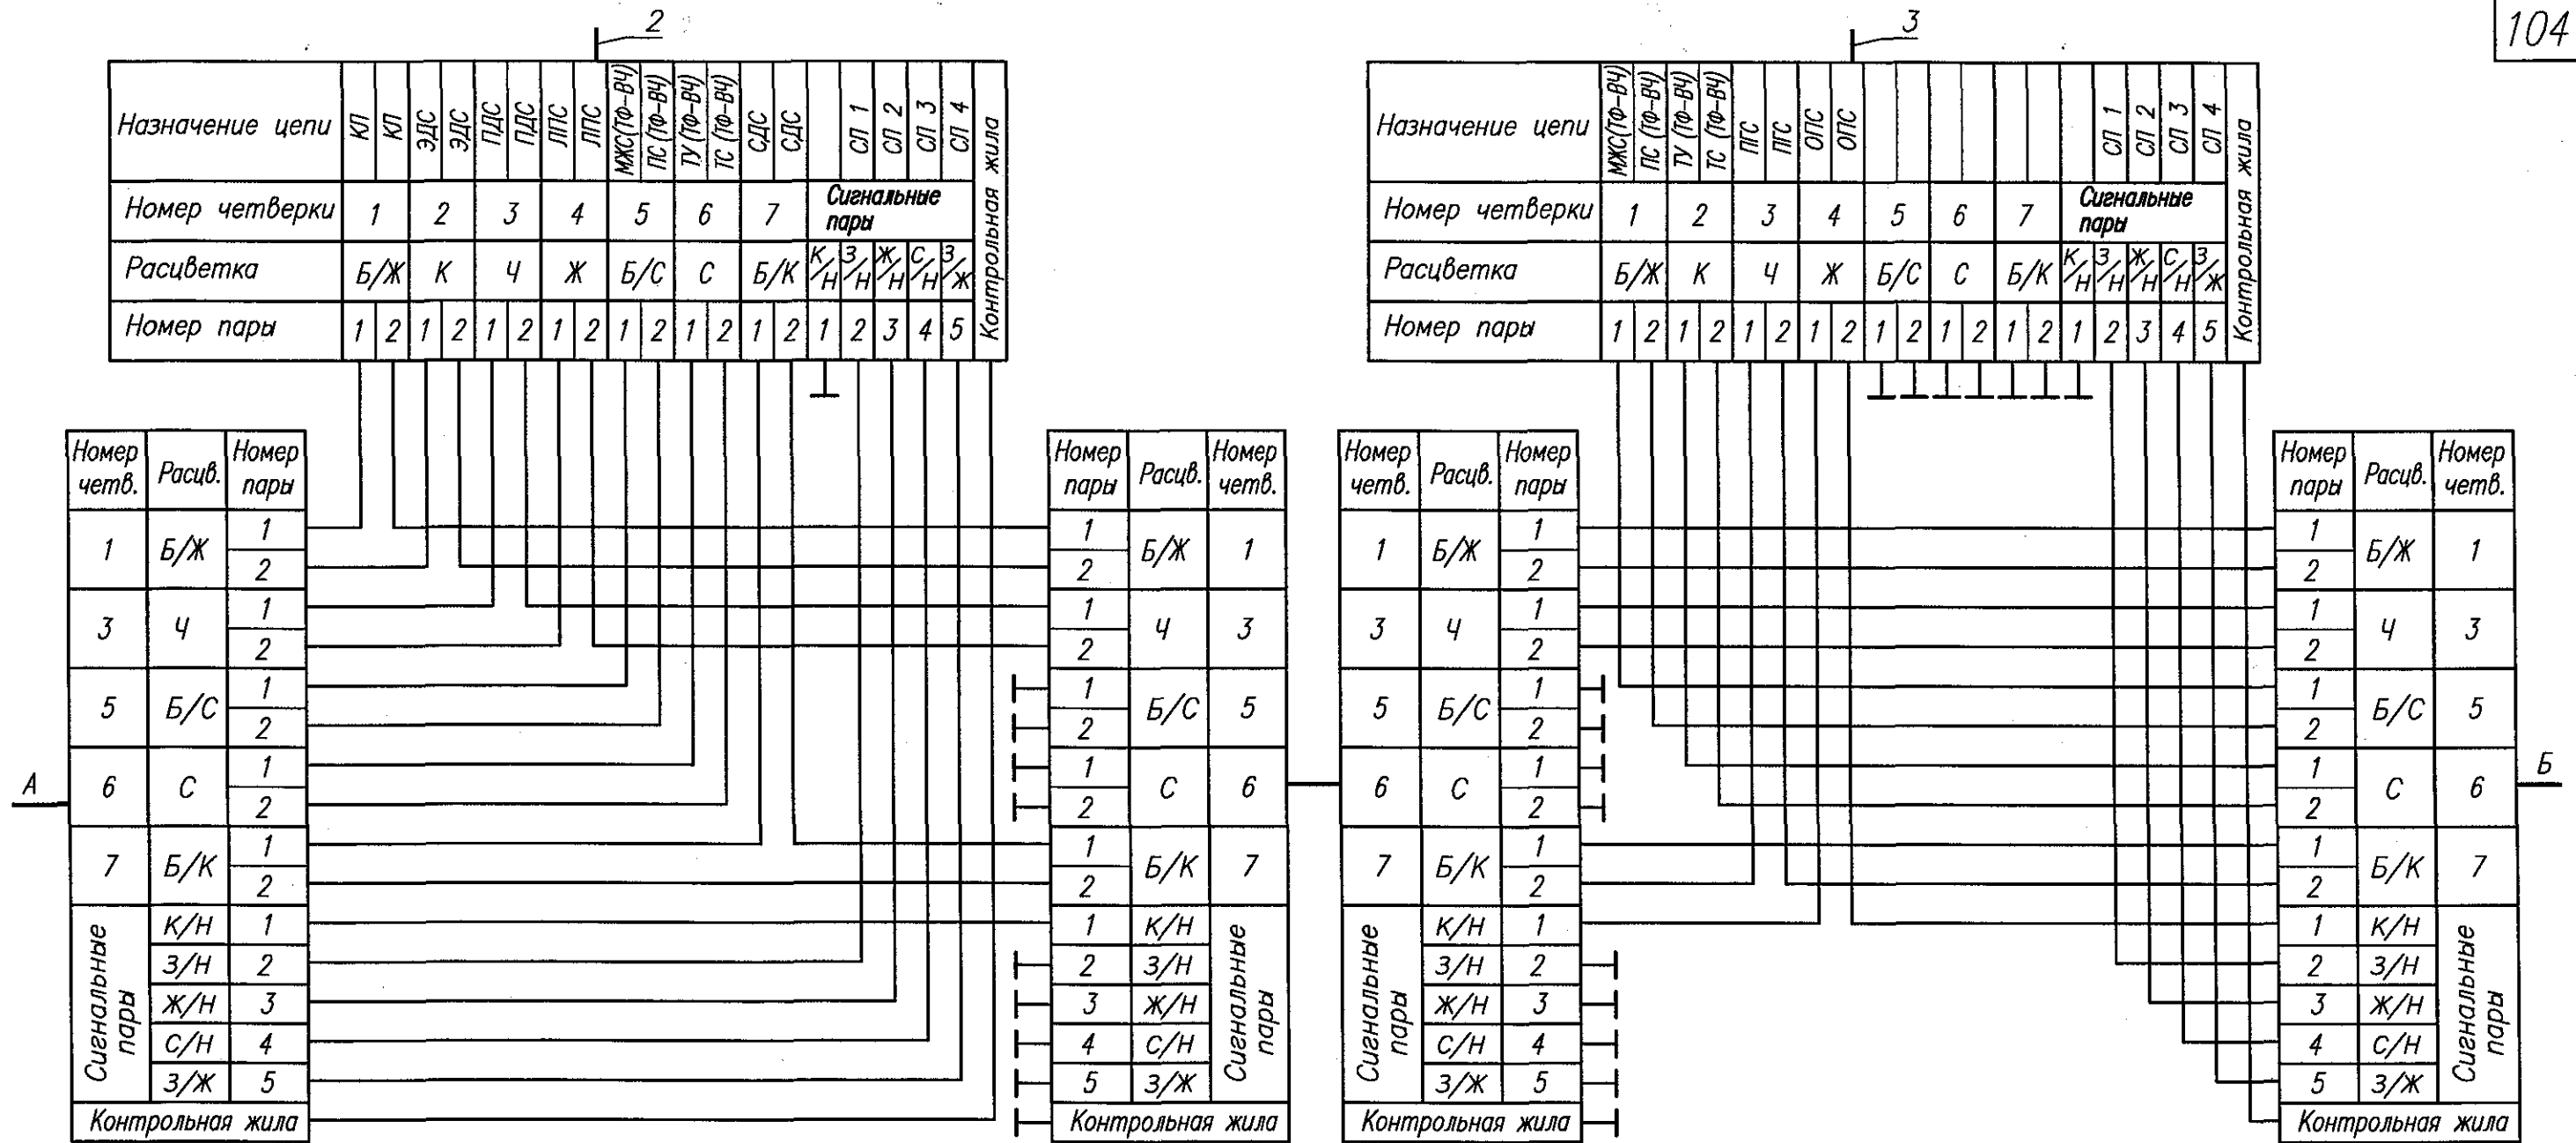 104
2
Назначение цепи КП КП ЭДС ЭДС ПДС ПДС ЛПС ЛПС МЖС(ТФ-ВЧ) ПС (ТФ-ВЧ) ТУ (ТФ-ВЧ) ТС (ТФ-ВЧ) СДС СДС СП 1 СП 2 СП 3 СП 4 Контрольная жила
Номер четверки 1 2 3 4 5 6 7 Сигнальные пары
Расцветка Б/Ж К Ч Ж Б/С С Б/К К/Н З/Н Ж/Н С/Н З/Ж
Номер пары 1 2 1 2 1 2 1 2 1 2 1 2 1 2 1 2 3 4 5
3
Назначение цепи МЖС(ТФ-ВЧ) ПС (ТФ-ВЧ) ТУ (ТФ-ВЧ) ТС (ТФ-ВЧ) ПГС ПГС ОПС ОПС СП 1 СП 2 СП 3 СП 4 Контрольная жила
Номер четверки 1 2 3 4 5 6 7 Сигнальные пары
Расцветка Б/Ж К Ч Ж Б/С С Б/К К/Н З/Н Ж/Н С/Н З/Ж
Номер пары 1 2 1 2 1 2 1 2 1 2 1 2 1 2 1 2 3 4 5
А
Номер четв. Расцв. Номер пары
1 Б/Ж 1
2
3 Ч 1
2
5 Б/С 1
2
6 С 1
2
7 Б/К 1
2
Сигнальные пары
К/Н 1
З/Н 2
Ж/Н 3
С/Н 4
З/Ж 5
Контрольная жила
Номер пары Расцв. Номер четв.
1 Б/Ж 1
2
1 Ч 3
2
1 Б/С 5
2
1 С 6
2
1 Б/К 7
2
1 К/Н
2 З/Н
3 Ж/Н
4 С/Н
5 З/Ж
Сигнальные пары
Контрольная жила
Номер четв. Расцв. Номер пары
1 Б/Ж 1
2
3 Ч 1
2
5 Б/С 1
2
6 С 1
2
7 Б/К 1
2
Сигнальные пары
К/Н 1
З/Н 2
Ж/Н 3
С/Н 4
З/Ж 5
Контрольная жила
Номер пары Расцв. Номер четв.
1 Б/Ж 1
2
1 Ч 3
2
1 Б/С 5
2
1 С 6
2
1 Б/К 7
2
1 К/Н
2 З/Н
3 Ж/Н
4 С/Н
5 З/Ж
Сигнальные пары
Контрольная жила
Б